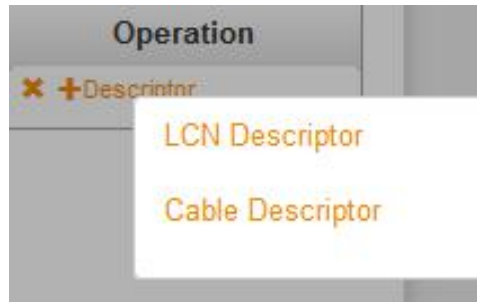 Operation
✖ ✚Descriptor
LCN Descriptor
Cable Descriptor